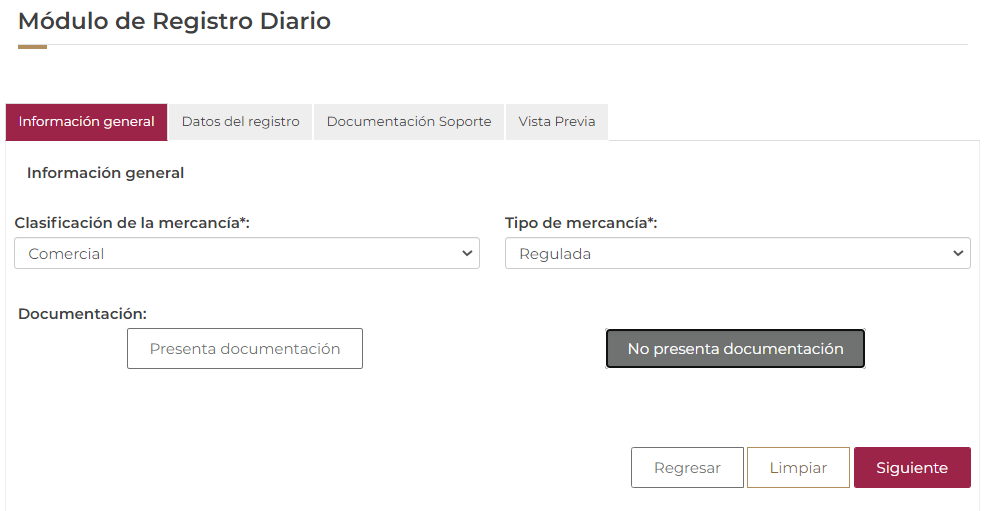 Módulo de Registro Diario
Información general Datos del registro Documentación Soporte Vista Previa
Información general
Clasificación de la mercancía*: Tipo de mercancía*:
Comercial Regulada
Documentación:
Presenta documentación No presenta documentación
Regresar Limpiar Siguiente